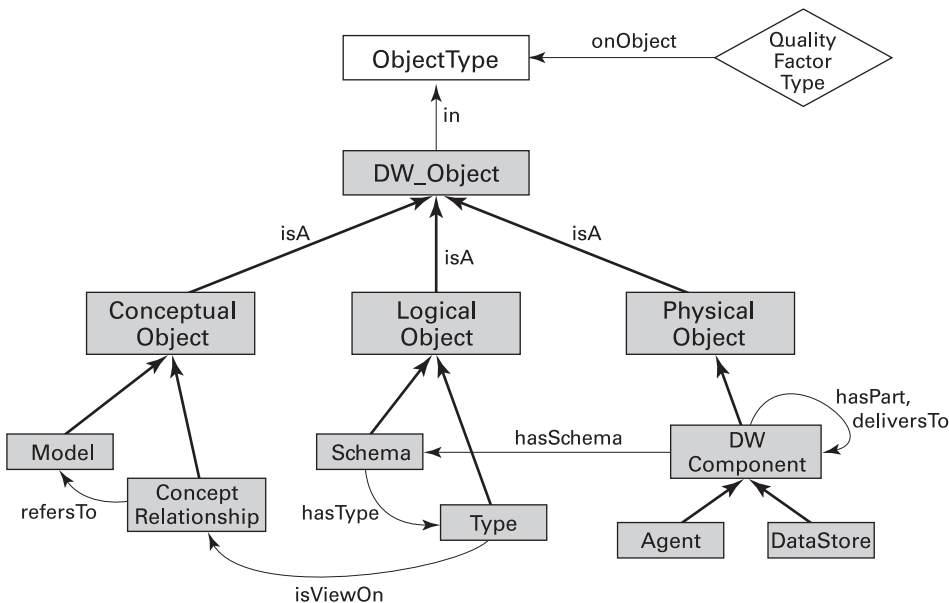 onObject
Quality
Factor
Type
ObjectType
in
DW_Object
isA
isA
isA
Conceptual
Object
Logical
Object
Physical
Object
hasPart,
deliversTo
Model
Schema
hasSchema
DW
Component
refersTo
Concept
Relationship
hasType
Type
Agent
DataStore
isViewOn